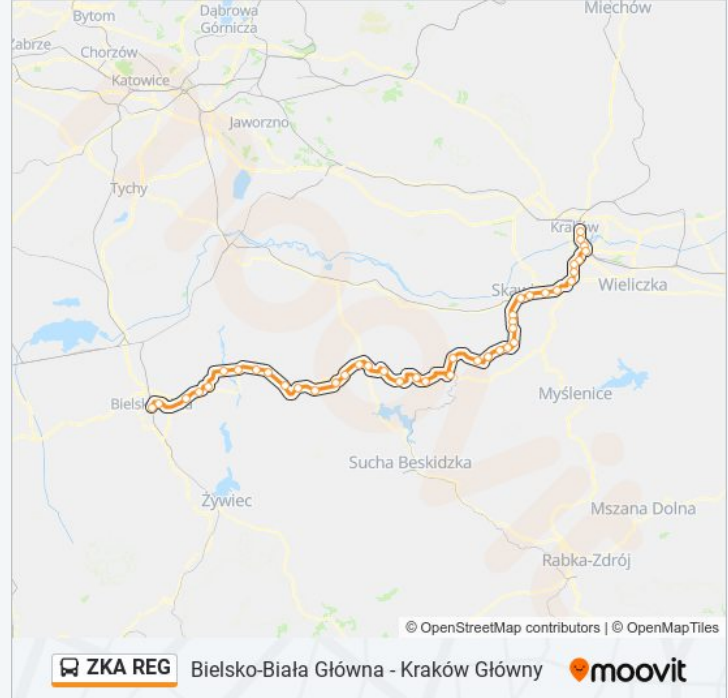 Miechów
Bytom
Dąbrowa
Górnicza
Zabrze
Chorzów
Katowice
Jaworzno
Tychy
Kraków
Wieliczka
Myślenice
Sucha Beskidzka
Żywiec
Mszana Dolna
Rabka-Zdrój
© OpenStreetMap contributors | © OpenMapTiles
ZKA REG Bielsko-Biała Główna - Kraków Główny moovit